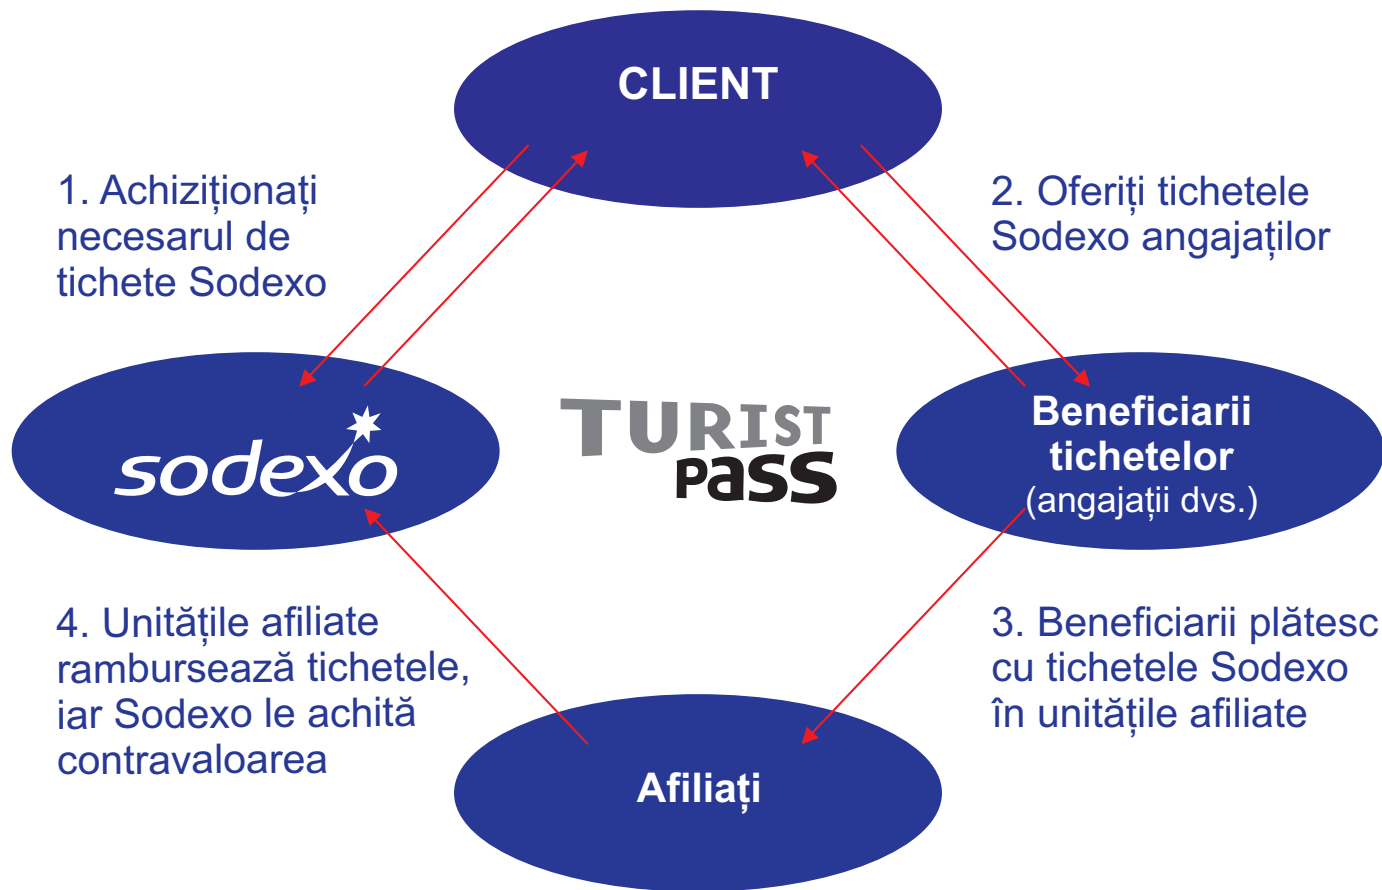 CLIENT
1. Achiziționați
necesarul de
tichete Sodexo
2. Oferiți tichetele
Sodexo angajaților
sodexo
TURIST
Pass
Beneficiarii
tichetelor
(angajații dvs.)
4. Unitățile afiliate
rambursează tichetele,
iar Sodexo le achită
contravaloarea
3. Beneficiarii plătesc
cu tichetele Sodexo
în unitățile afiliate
Afiliați